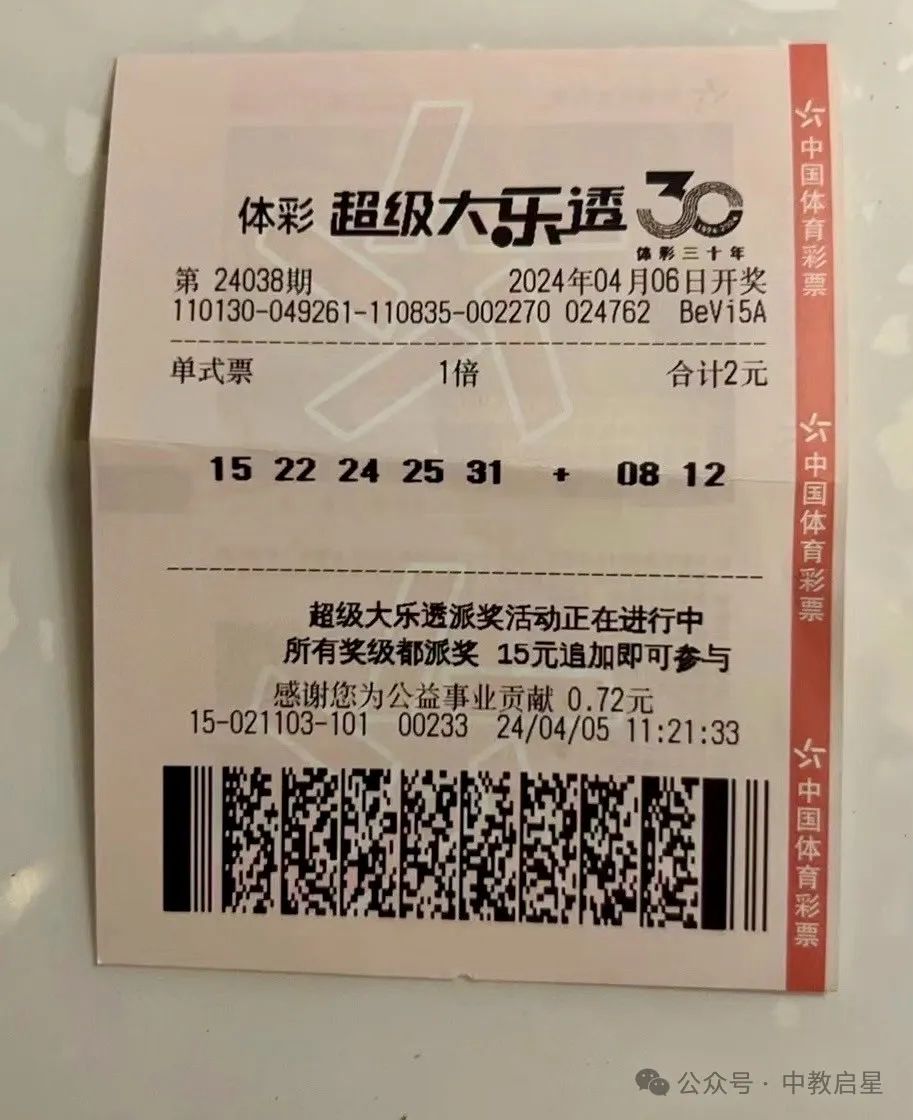 体彩 超级大乐透 30
体彩三十年
第 24038期 2024年04月06日开奖
110130-049261-110835-002270 024762 BeVi5A
单式票 1倍 合计2元
15 22 24 25 31 + 08 12
超级大乐透派奖活动正在进行中
所有奖级都派奖 15元追加即可参与
感谢您为公益事业贡献 0.72元
15-021103-101 00233 24/04/05 11:21:33
中国体育彩票
中国体育彩票
中国体育彩票
公众号 · 中教启星